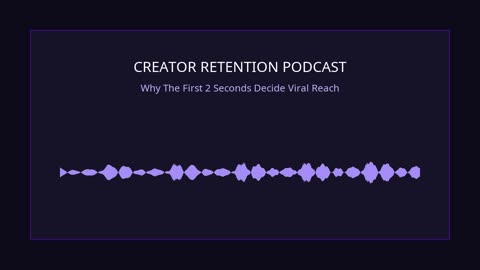 CREATOR RETENTION PODCAST
Why The First 2 Seconds Decide Viral Reach